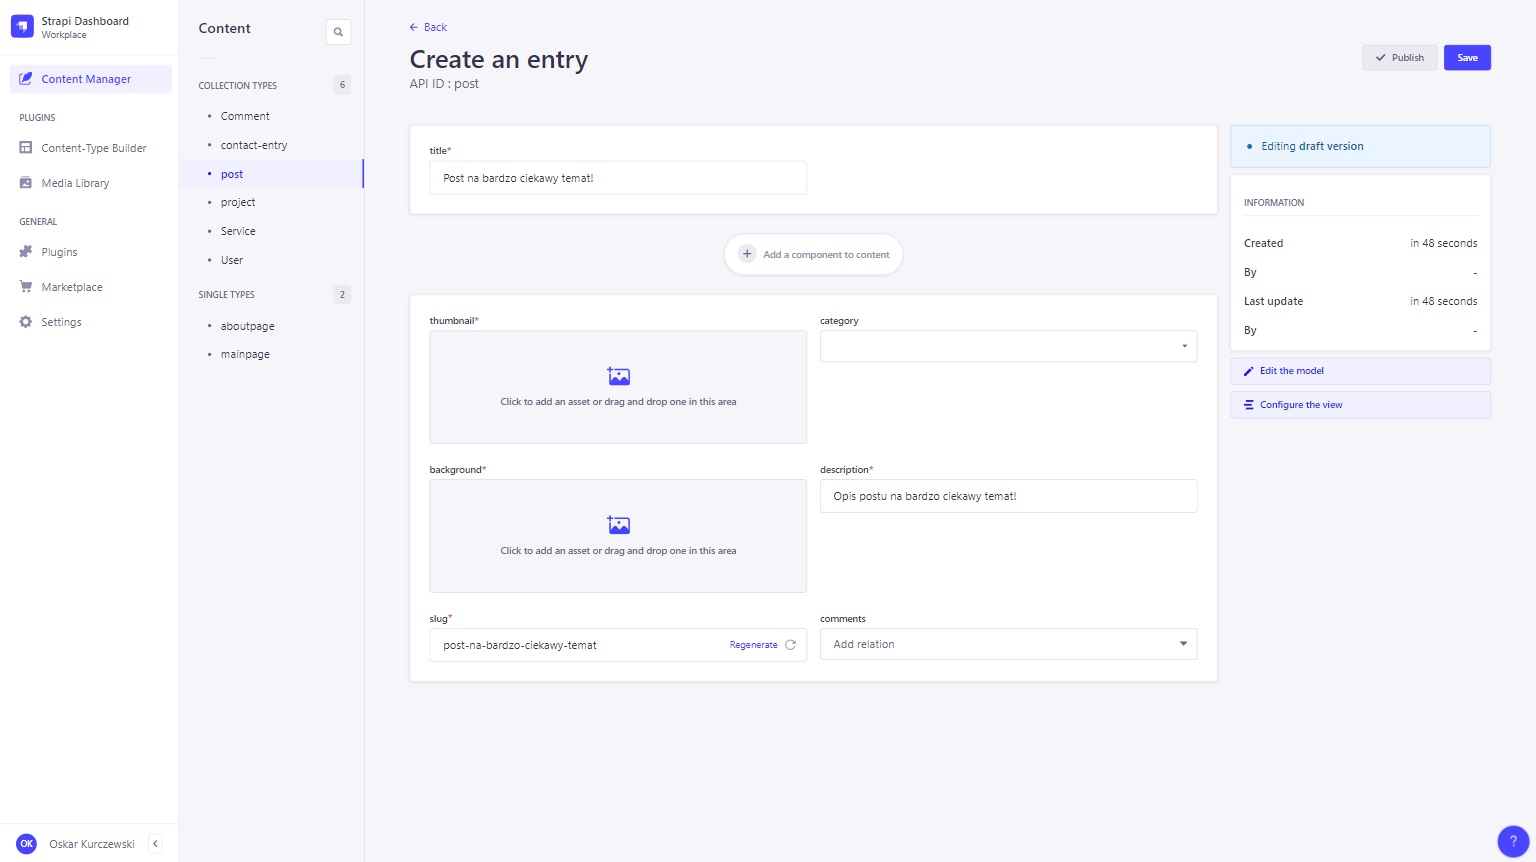 Strapi Dashboard
Workplace
Content Manager
PLUGINS
Content-Type Builder
Media Library
GENERAL
Plugins
Marketplace
Settings
OK
Oskar Kurczewski
Content
COLLECTION TYPES
6
Comment
contact-entry
post
project
Service
User
SINGLE TYPES
2
aboutpage
mainpage
Back
Create an entry
API ID : post
Publish
Save
title*
Post na bardzo ciekawy temat!
Add a component to content
thumbnail*
Click to add an asset or drag and drop one in this area
category
background*
Click to add an asset or drag and drop one in this area
description*
Opis postu na bardzo ciekawy temat!
slug*
post-na-bardzo-ciekawy-temat
Regenerate
comments
Add relation
Editing draft version
INFORMATION
Created in 48 seconds
By -
Last update in 48 seconds
By -
Edit the model
Configure the view
?